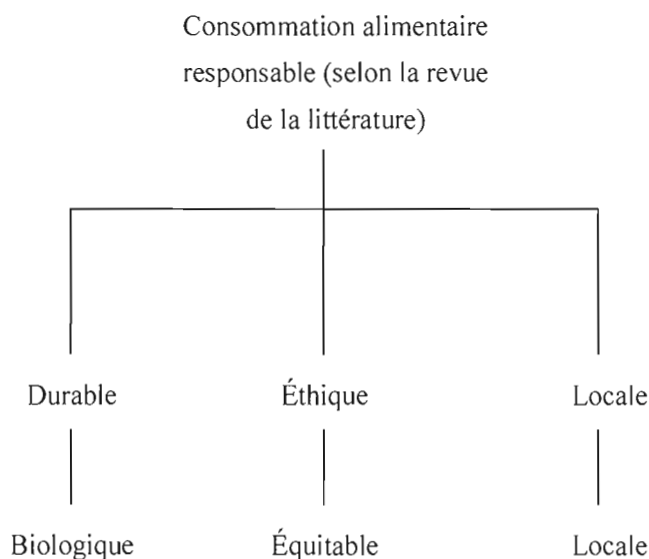 Consommation alimentaire
responsable (selon la revue
de la littérature)
Durable Éthique Locale
Biologique Équitable Locale